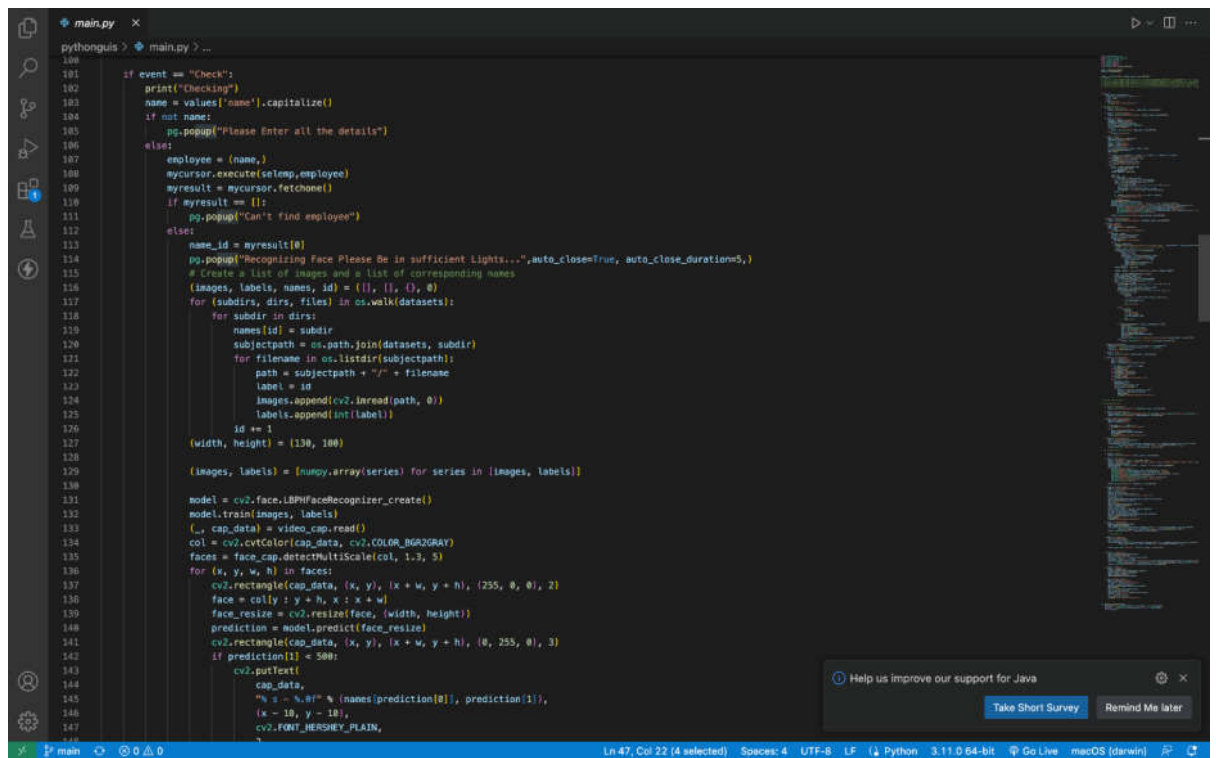 main.py ×
pythonguis > main.py > ...
100
101 if event == "Check":
102 print("Checking")
103 name = values['name'].capitalize()
104 if not name:
105 pg.popup("Please Enter all the details")
106 else:
107 employee = (name,)
108 mycursor.execute(selemp,employee)
109 myresult = mycursor.fetchone()
110 if myresult == []:
111 pg.popup("Can't find employee")
112 else:
113 name_id = myresult[0]
114 pg.popup("Recognizing Face Please Be in sufficient Lights...",auto_close=True, auto_close_duration=5,)
115 # Create a list of images and a list of corresponding names
116 (images, labels, names, id) = ([], [], {}, 0)
117 for (subdirs, dirs, files) in os.walk(datasets):
118 for subdir in dirs:
119 names[id] = subdir
120 subjectpath = os.path.join(datasets, subdir)
121 for filename in os.listdir(subjectpath):
122 path = subjectpath + "/" + filename
123 label = id
124 images.append(cv2.imread(path, 0))
125 labels.append(int(label))
126 id += 1
127 (width, height) = (130, 100)
128
129 (images, labels) = [numpy.array(series) for series in [images, labels]]
130
131 model = cv2.face.LBPHFaceRecognizer_create()
132 model.train(images, labels)
133 (_, cap_data) = video_cap.read()
134 col = cv2.cvtColor(cap_data, cv2.COLOR_BGR2GRAY)
135 faces = face_cap.detectMultiScale(col, 1.3, 5)
136 for (x, y, w, h) in faces:
137 cv2.rectangle(cap_data, (x, y), (x + w, y + h), (255, 0, 0), 2)
138 face = col[y : y + h, x : x + w]
139 face_resize = cv2.resize(face, (width, height))
140 prediction = model.predict(face_resize)
141 cv2.rectangle(cap_data, (x, y), (x + w, y + h), (0, 255, 0), 3)
142 if prediction[1] < 500:
143 cv2.putText(
144 cap_data,
145 "% s - %.0f" % (names[prediction[0]], prediction[1]),
146 (x - 10, y - 10),
147 cv2.FONT_HERSHEY_PLAIN,
1
Help us improve our support for Java
Take Short Survey Remind Me later
main 0 0 Ln 47, Col 22 (4 selected) Spaces: 4 UTF-8 LF Python 3.11.0 64-bit Go Live macOS (darwin)